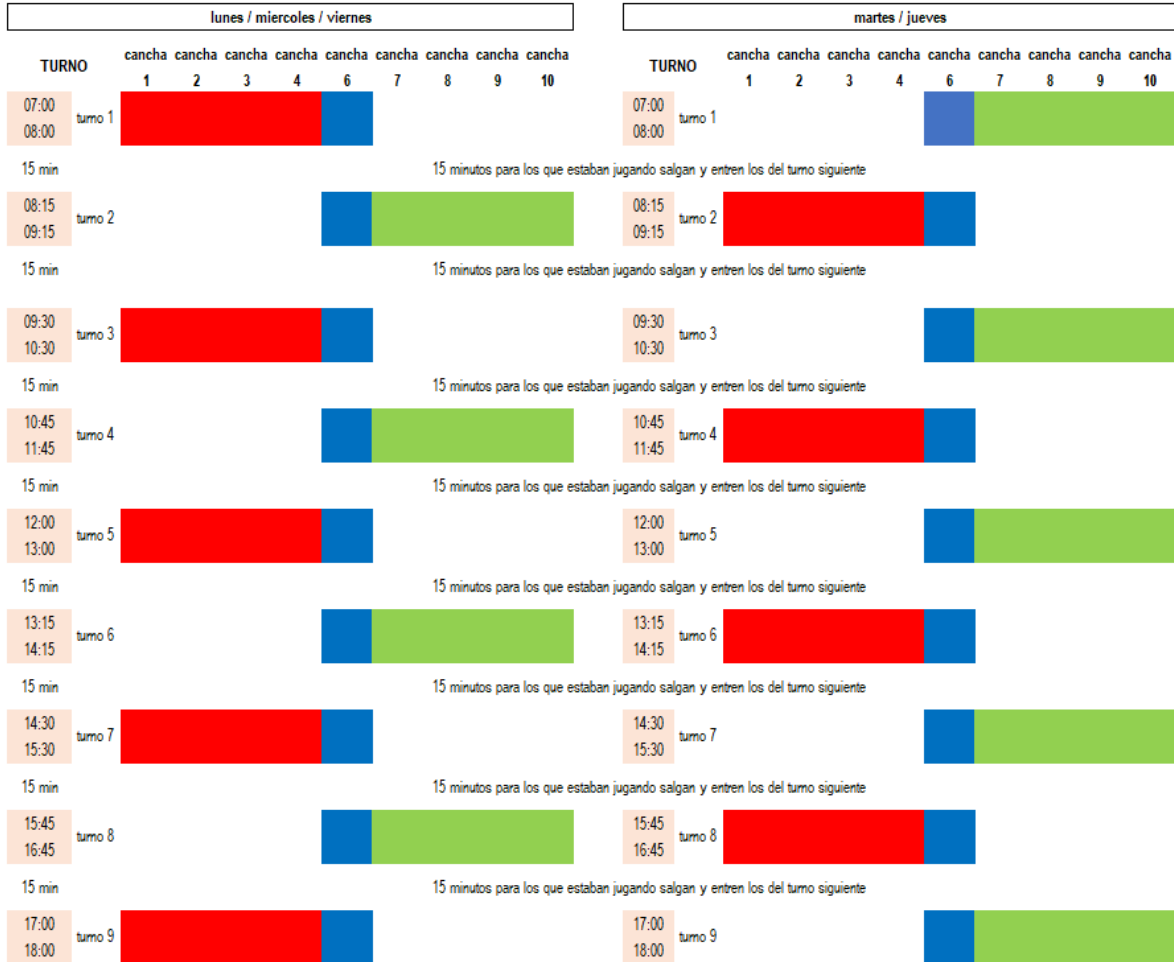 lunes / miercoles / viernes martes / jueves
TURNO cancha cancha cancha cancha cancha cancha cancha cancha cancha TURNO cancha cancha cancha cancha cancha cancha cancha cancha cancha
1 2 3 4 6 7 8 9 10 1 2 3 4 6 7 8 9 10
07:00 turno 1 07:00 turno 1
08:00 08:00
15 min 15 minutos para los que estaban jugando salgan y entren los del turno siguiente
08:15 turno 2 08:15 turno 2
09:15 09:15
15 min 15 minutos para los que estaban jugando salgan y entren los del turno siguiente
09:30 turno 3 09:30 turno 3
10:30 10:30
15 min 15 minutos para los que estaban jugando salgan y entren los del turno siguiente
10:45 turno 4 10:45 turno 4
11:45 11:45
15 min 15 minutos para los que estaban jugando salgan y entren los del turno siguiente
12:00 turno 5 12:00 turno 5
13:00 13:00
15 min 15 minutos para los que estaban jugando salgan y entren los del turno siguiente
13:15 turno 6 13:15 turno 6
14:15 14:15
15 min 15 minutos para los que estaban jugando salgan y entren los del turno siguiente
14:30 turno 7 14:30 turno 7
15:30 15:30
15 min 15 minutos para los que estaban jugando salgan y entren los del turno siguiente
15:45 turno 8 15:45 turno 8
16:45 16:45
15 min 15 minutos para los que estaban jugando salgan y entren los del turno siguiente
17:00 turno 9 17:00 turno 9
18:00 18:00